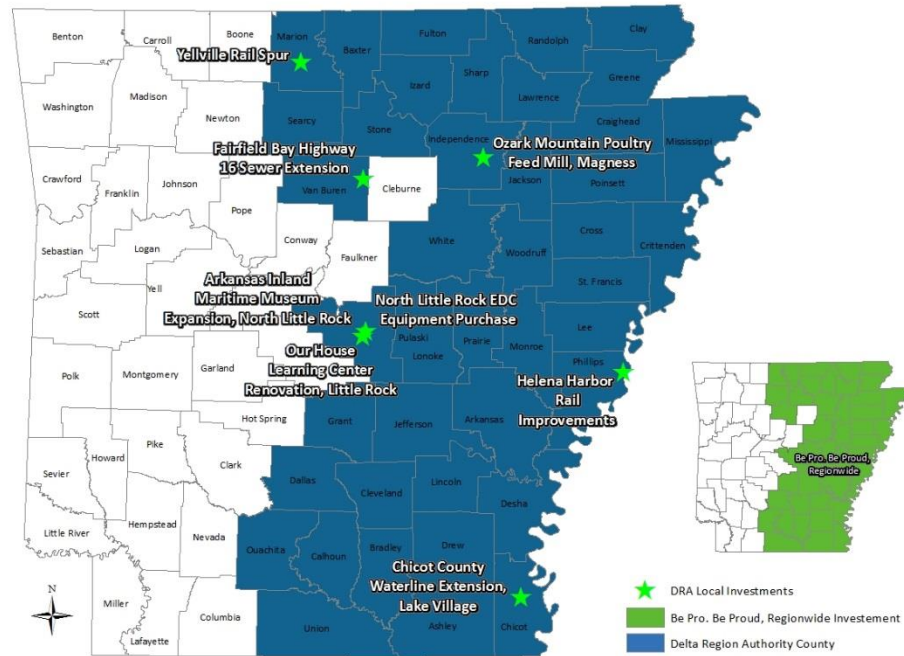 Benton
Carroll
Boone
Marion
Baxter
Fulton
Randolph
Clay
Yellville Rail Spur
Washington
Madison
Newton
Searcy
Stone
Izard
Sharp
Lawrence
Greene
Craighead
Mississippi
Independence
Ozark Mountain Poultry
Feed Mill, Magness
Jackson
Poinsett
Fairfield Bay Highway
16 Sewer Extension
Van Buren
Cleburne
Crawford
Franklin
Johnson
Pope
Conway
Faulkner
White
Woodruff
Cross
Crittenden
St. Francis
Sebastian
Logan
Yell
Scott
Arkansas Inland
Maritime Museum
Expansion, North Little Rock
North Little Rock EDC
Equipment Purchase
Our House
Learning Center
Renovation, Little Rock
Pulaski
Lonoke
Prairie
Monroe
Lee
Phillips
Helena Harbor
Rail
Improvements
Polk
Montgomery
Garland
Hot Spring
Grant
Jefferson
Arkansas
Sevier
Howard
Pike
Clark
Dallas
Cleveland
Lincoln
Desha
Little River
Hempstead
Nevada
Ouachita
Calhoun
Bradley
Drew
Chicot County
Waterline Extension,
Lake Village
Miller
Lafayette
Columbia
Union
Ashley
Chicot
N
Be Pro. Be Proud,
Regionwide
DRA Local Investments
Be Pro. Be Proud, Regionwide Investement
Delta Region Authority County